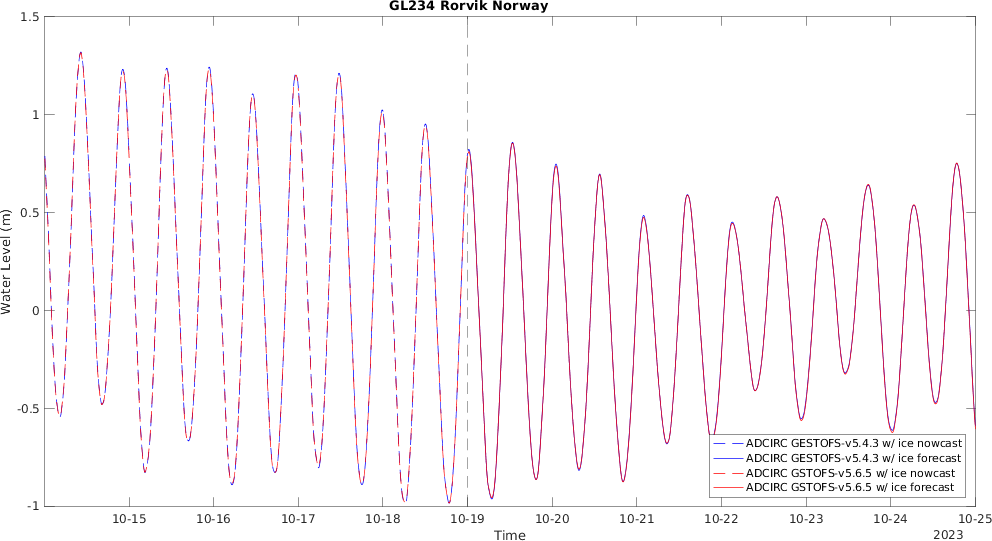 GL234 Rorvik Norway
1.5
1
0.5
0
-0.5
-1
Water Level (m)
ADCIRC GESTOFS-v5.4.3 w/ ice nowcast
ADCIRC GESTOFS-v5.4.3 w/ ice forecast
ADCIRC GSTOFS-v5.6.5 w/ ice nowcast
ADCIRC GSTOFS-v5.6.5 w/ ice forecast
10-15 10-16 10-17 10-18 10-19 10-20 10-21 10-22 10-23 10-24 10-25
Time
2023